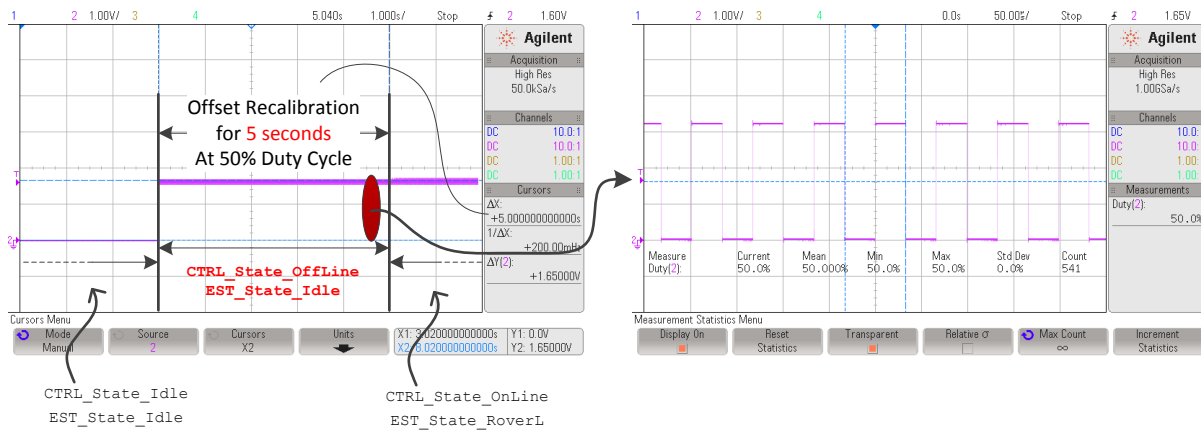 1 2 1.00V/ 3 4 5.040s 1.000s/ Stop 2 1.60V
Agilent
Acquisition
High Res
50.0kSa/s
Channels
DC 10.0:1
DC 10.0:1
DC 1.00:1
DC 1.00:1
Cursors
ΔX:
+5.000000000000s
1/ΔX:
+200.00mHz
ΔY(2):
+1.65000V
Offset Recalibration
for 5 seconds
At 50% Duty Cycle
T
2
CTRL_State_OffLine
EST_State_Idle
Cursors Menu
Mode
Manual
Source
2
Cursors
X2
Units
X1: 3.020000000000s
X2: 8.020000000000s
Y1: 0.0V
Y2: 1.65000V
CTRL_State_Idle
EST_State_Idle
CTRL_State_OnLine
EST_State_RoverL
1 2 1.00V/ 3 4 0.0s 50.00µ/ Stop 2 1.65V
Agilent
Acquisition
High Res
1.00GSa/s
Channels
DC 10.0:
DC 10.0:
DC 1.00:
DC 1.00:
Measurements
Duty(2):
50.0%
T
2
Measure Current Mean Min Max Std Dev Count
Duty(2): 50.0% 50.000% 50.0% 50.0% 0.0% 541
Measurement Statistics Menu
Display On
Reset
Statistics
Transparent
Relative σ
Max Count
∞
Increment
Statistics